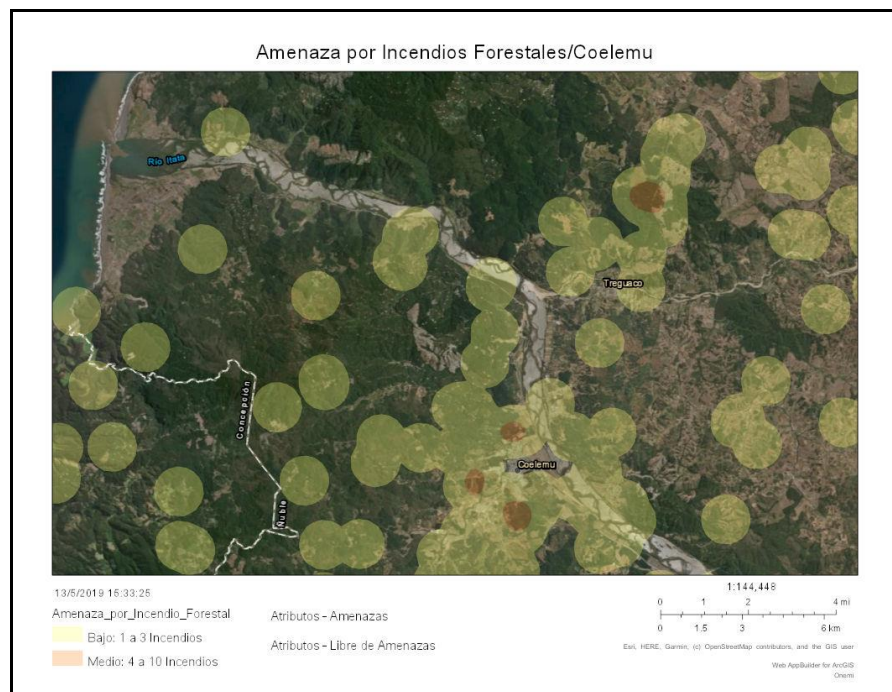 Amenaza por Incendios Forestales/Coelemu
Río Itata
Treguaco
Concepción
Coelemu
Ñuble
13/5/2019 15:33:25
Amenaza_por_Incendio_Forestal
Bajo: 1 a 3 Incendios
Medio: 4 a 10 Incendios
Atributos - Amenazas
Atributos - Libre de Amenazas
1:144,448
0 1 2 4 mi
0 1.5 3 6 km
Esri, HERE, Garmin, (c) OpenStreetMap contributors, and the GIS user
Web AppBuilder for ArcGIS
Onemi